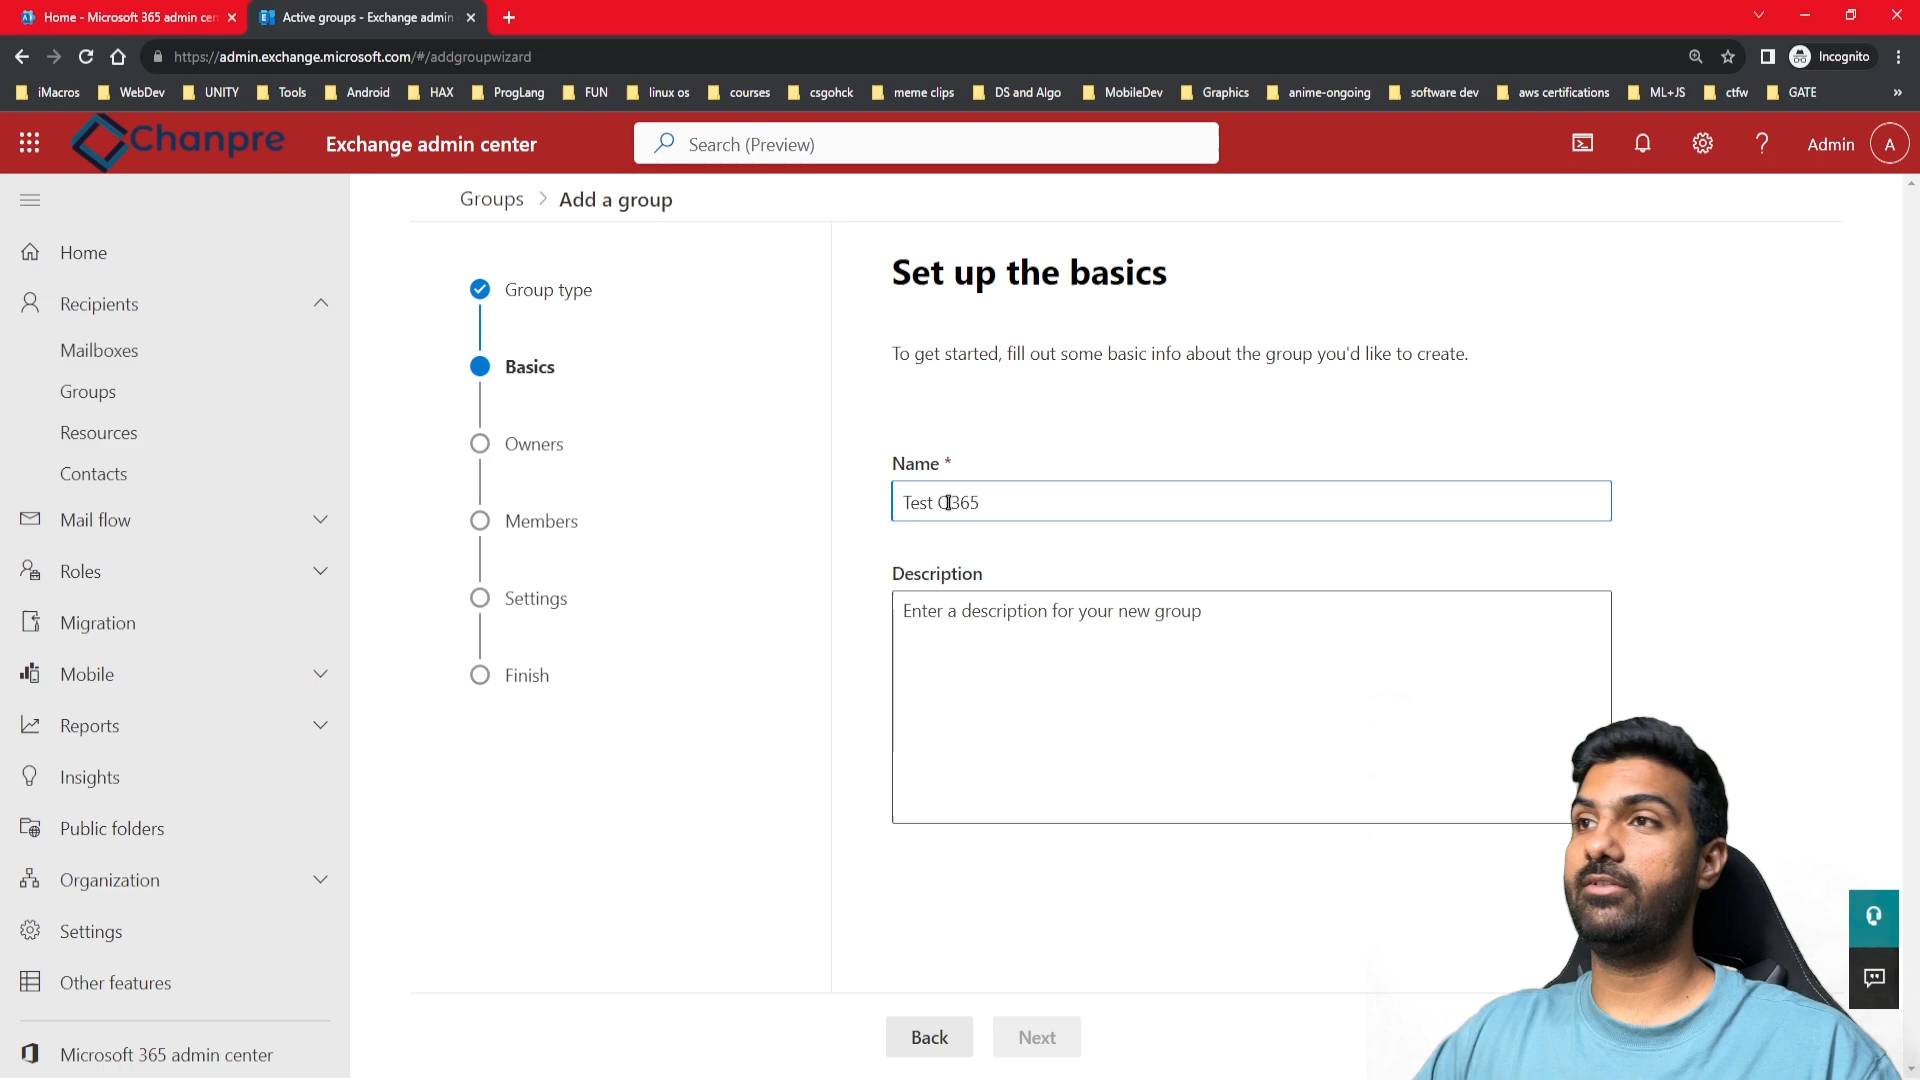 Home - Microsoft 365 admin cen
Active groups - Exchange admin
https://admin.exchange.microsoft.com/#/addgroupwizard
Incognito
iMacros
WebDev
UNITY
Tools
Android
HAX
ProgLang
FUN
linux os
courses
csgohck
meme clips
DS and Algo
MobileDev
Graphics
anime-ongoing
software dev
aws certifications
ML+JS
ctfw
GATE
»
Chanpre
Exchange admin center
Search (Preview)
Admin
A
Groups > Add a group
Home
Recipients
Mailboxes
Groups
Resources
Contacts
Mail flow
Roles
Migration
Mobile
Reports
Insights
Public folders
Organization
Settings
Other features
Microsoft 365 admin center
Group type
Basics
Owners
Members
Settings
Finish
Set up the basics
To get started, fill out some basic info about the group you'd like to create.
Name *
Test O365
Description
Enter a description for your new group
Back
Next